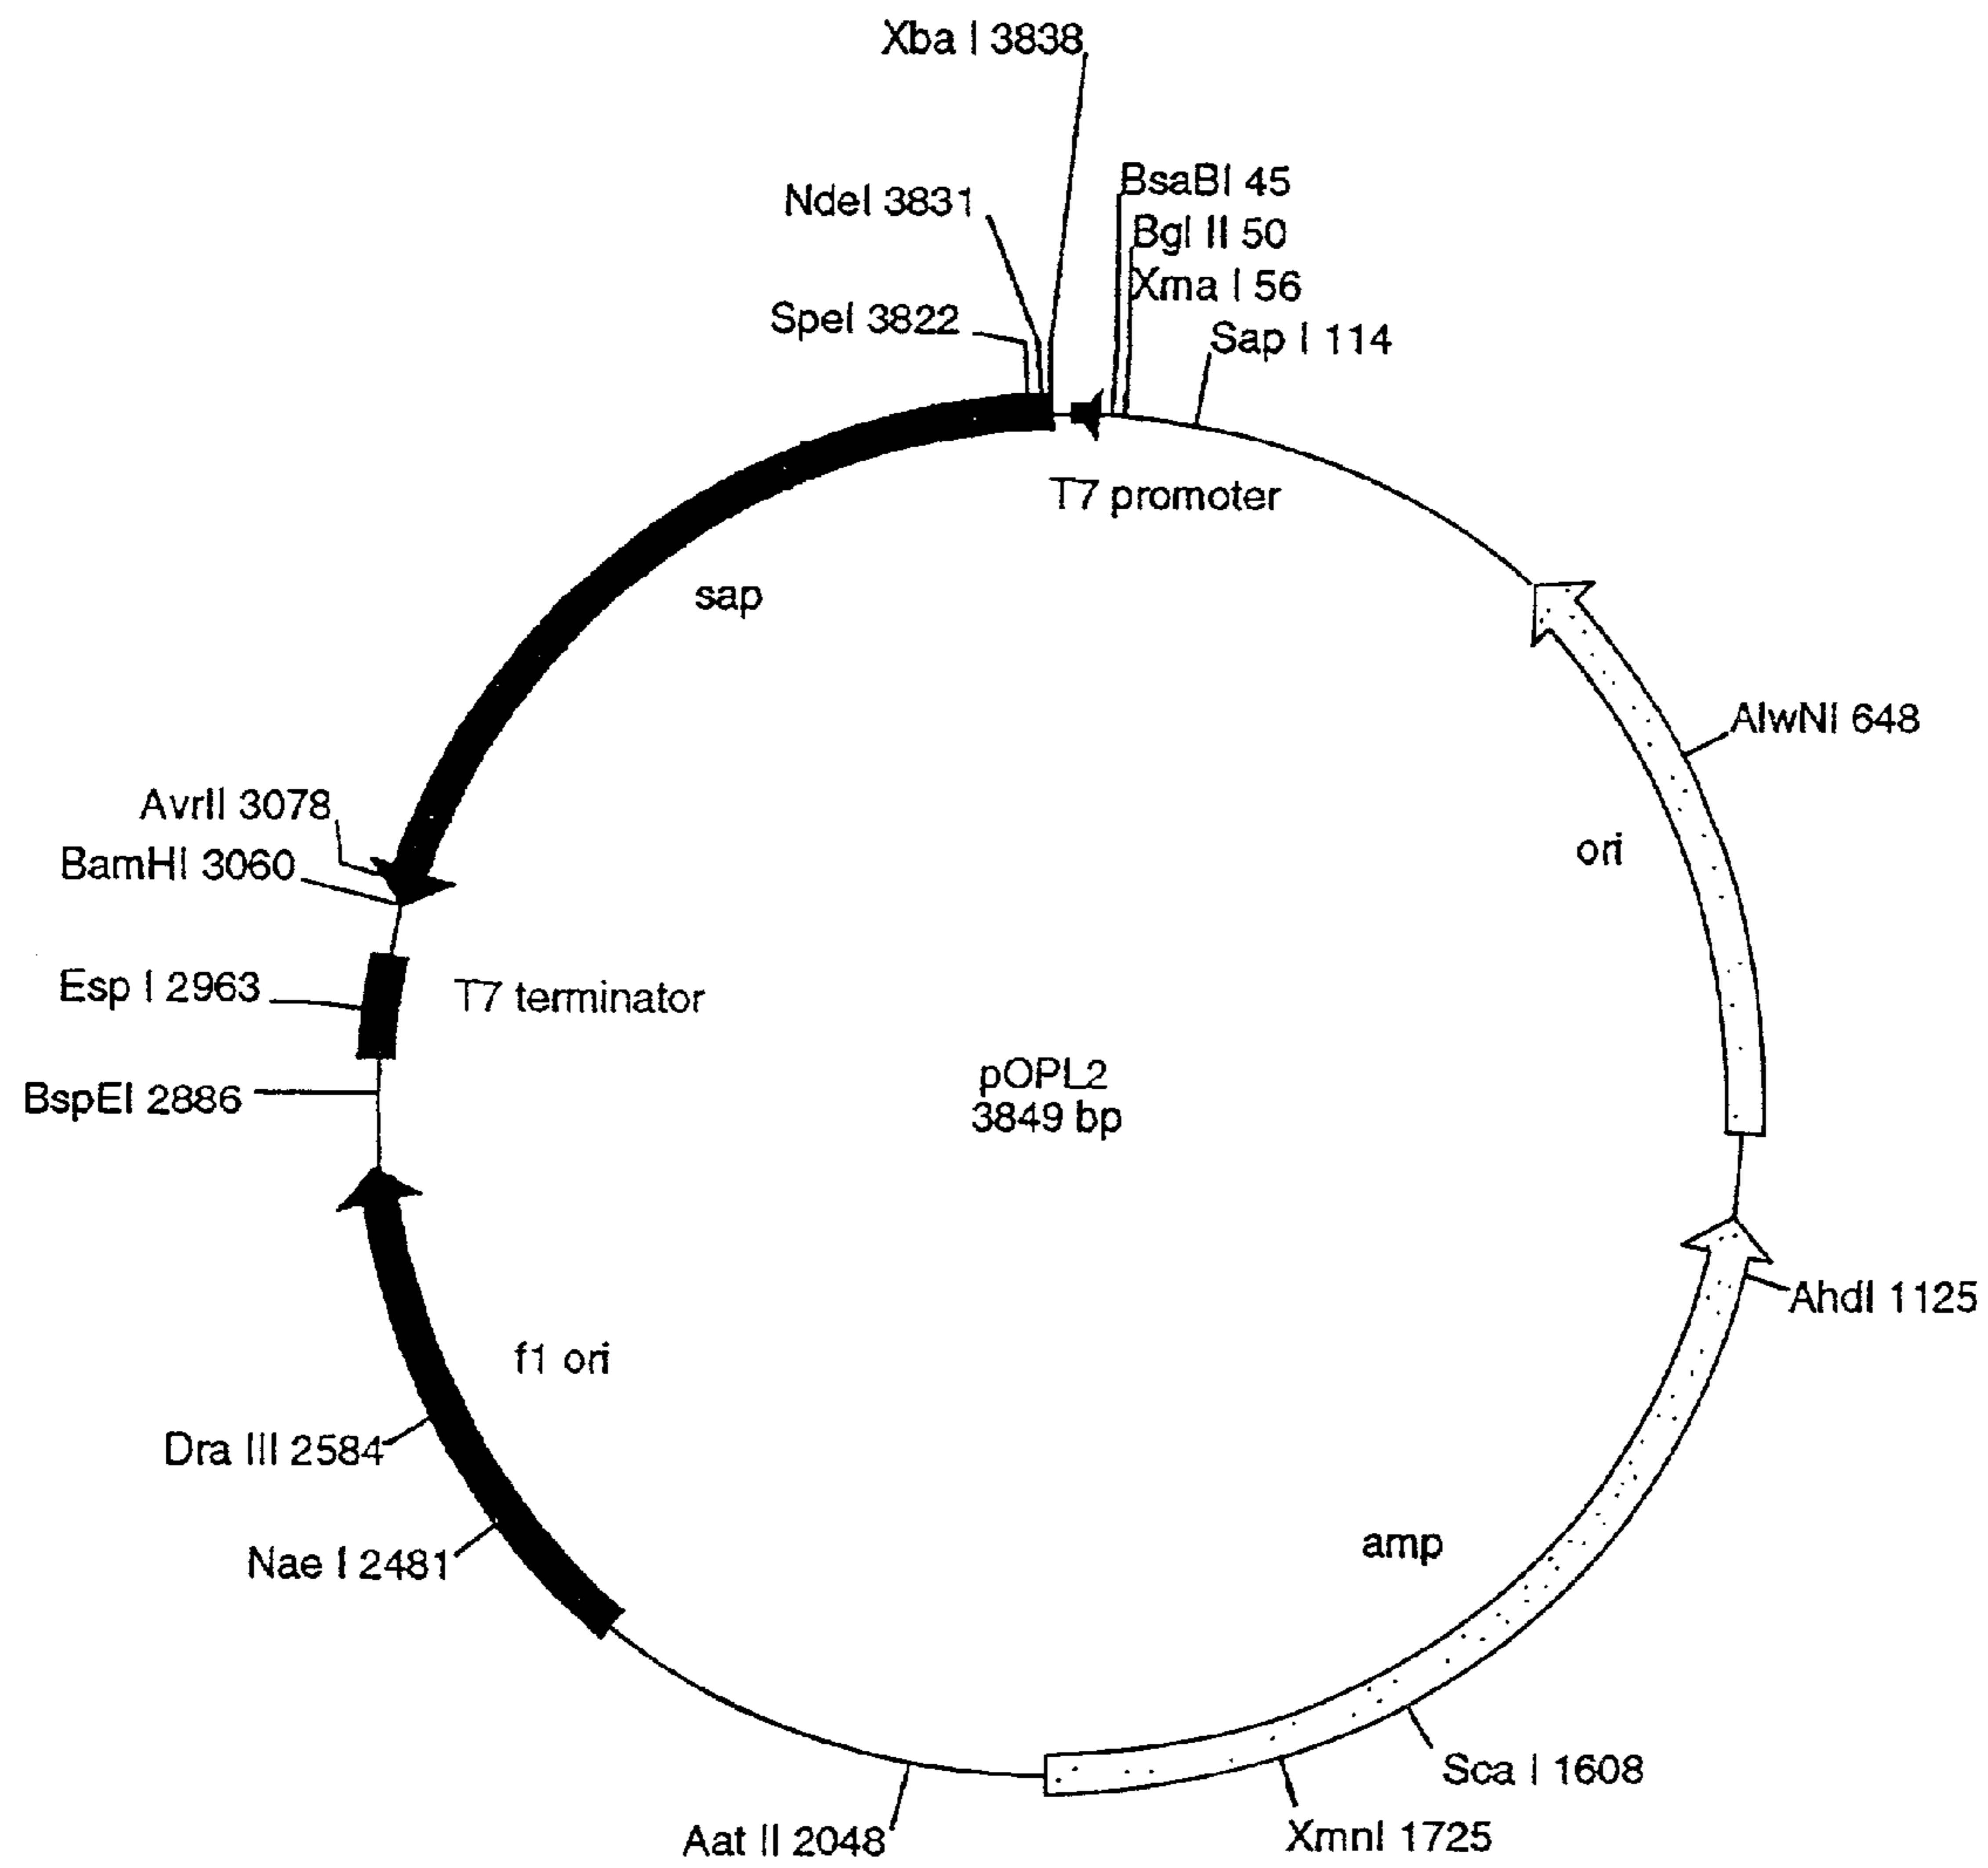 Xba I 3838
BsaBI 45
NdeI 3831
Bgl II 50
Xma I 56
SpeI 3822
Sap I 114
T7 promoter
sap
AlwNI 648
AvrII 3078
ori
BamHI 3060
Esp I 2963
T7 terminator
pOPL2
BspEI 2886
3849 bp
AhdI 1125
f1 ori
Dra III 2584
amp
Nae I 2481
Sca I 1608
Aat II 2048
XmnI 1725